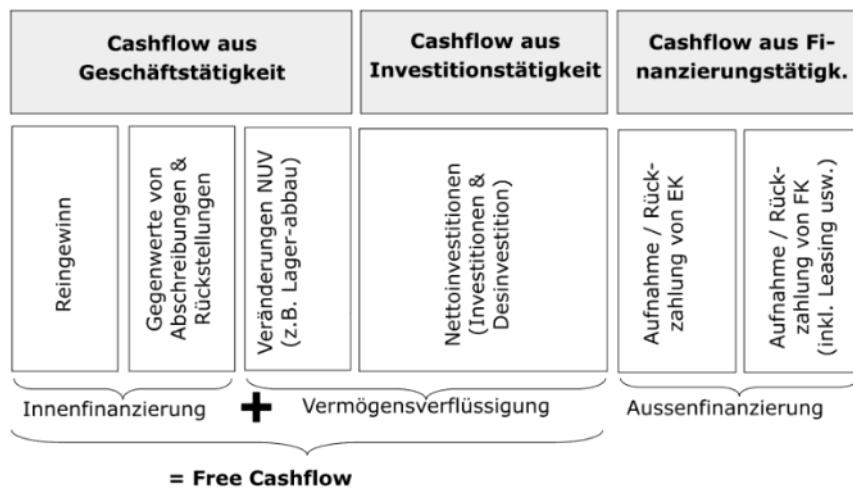 Cashflow aus
Geschäftstätigkeit
Cashflow aus
Investitionstätigkeit
Cashflow aus Fi-
nanzierungstätigk.
Reingewinn
Gegenwerte von
Abschreibungen &
Rückstellungen
Veränderungen NUV
(z.B. Lager-abbau)
Nettoinvestitionen
(Investitionen &
Desinvestition)
Aufnahme / Rück-
zahlung von EK
Aufnahme / Rück-
zahlung von FK
(inkl. Leasing usw.)
Innenfinanzierung
+
Vermögensverflüssigung
Aussenfinanzierung
= Free Cashflow